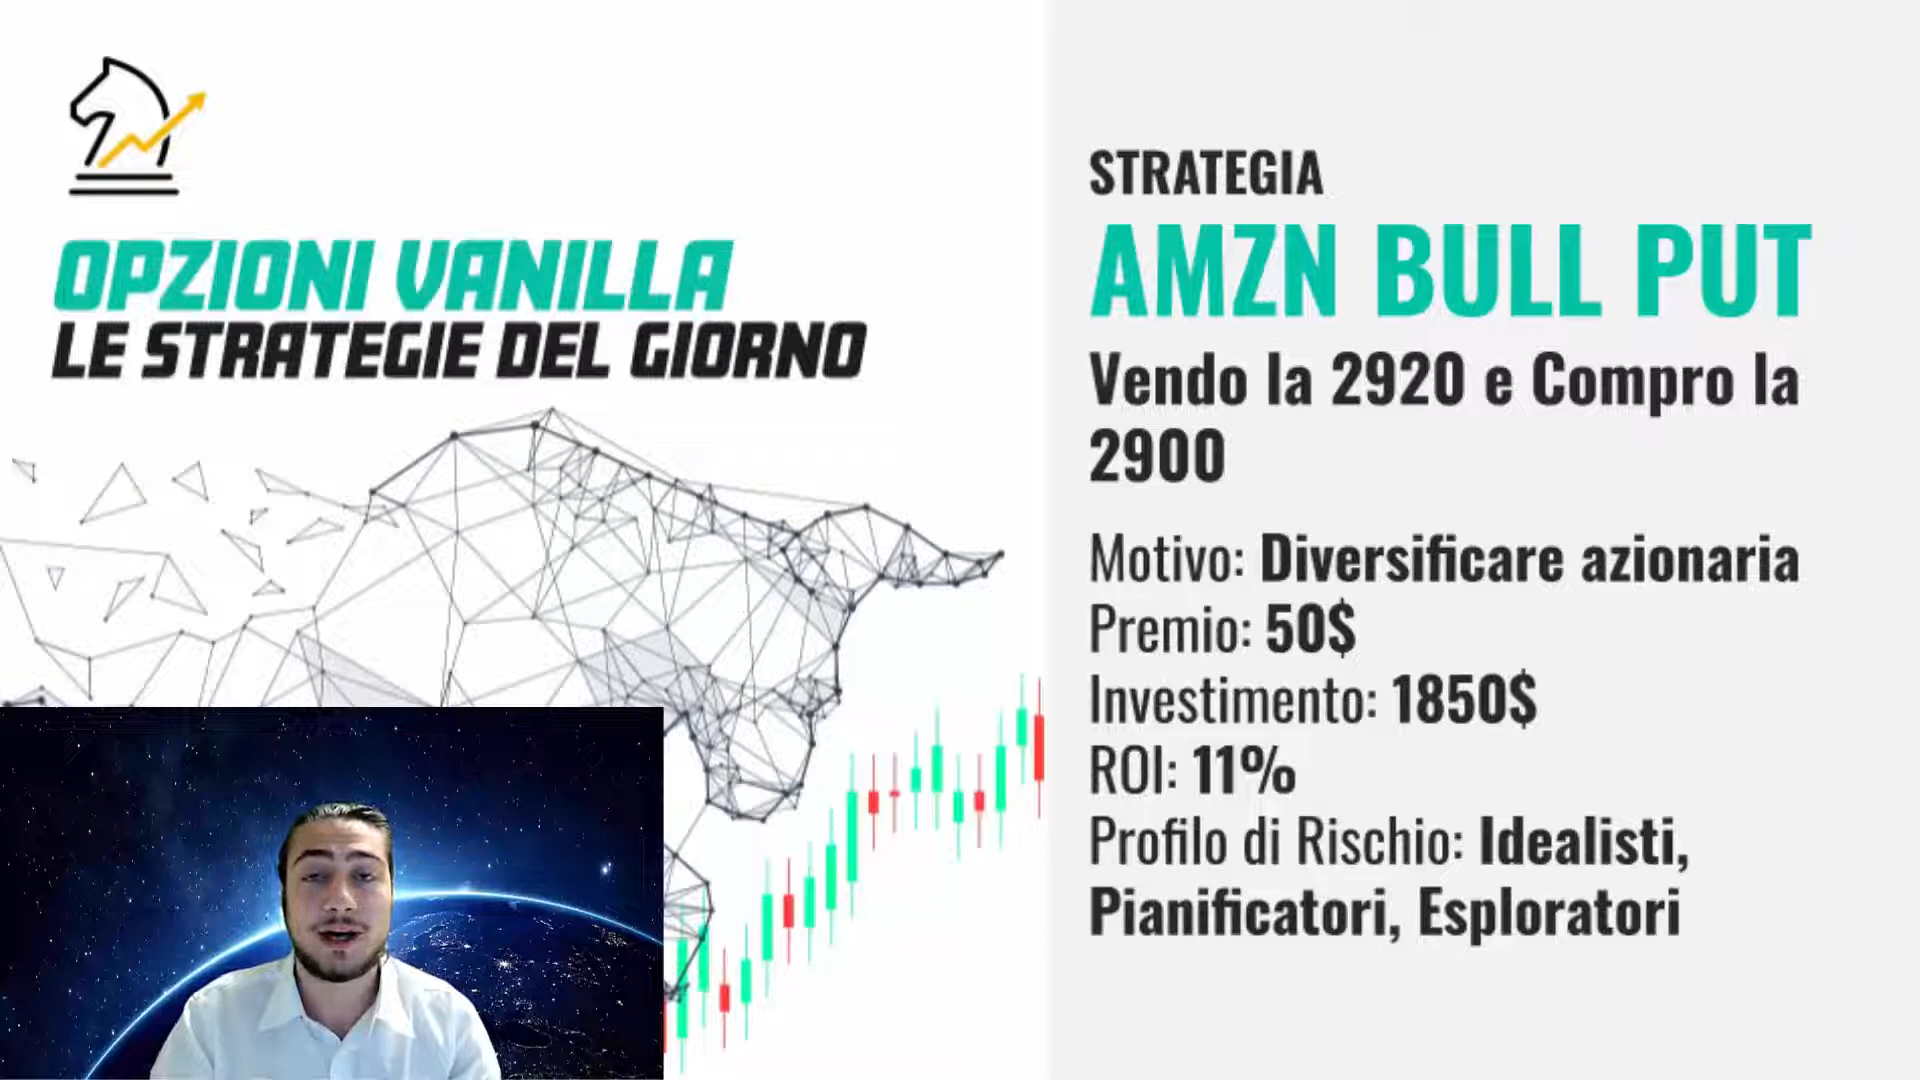 OPZIONI VANILLA
LE STRATEGIE DEL GIORNO
STRATEGIA
AMZN BULL PUT
Vendo la 2920 e Compro la
2900
Motivo: Diversificare azionaria
Premio: 50$
Investimento: 1850$
ROI: 11%
Profilo di Rischio: Idealisti,
Pianificatori, Esploratori